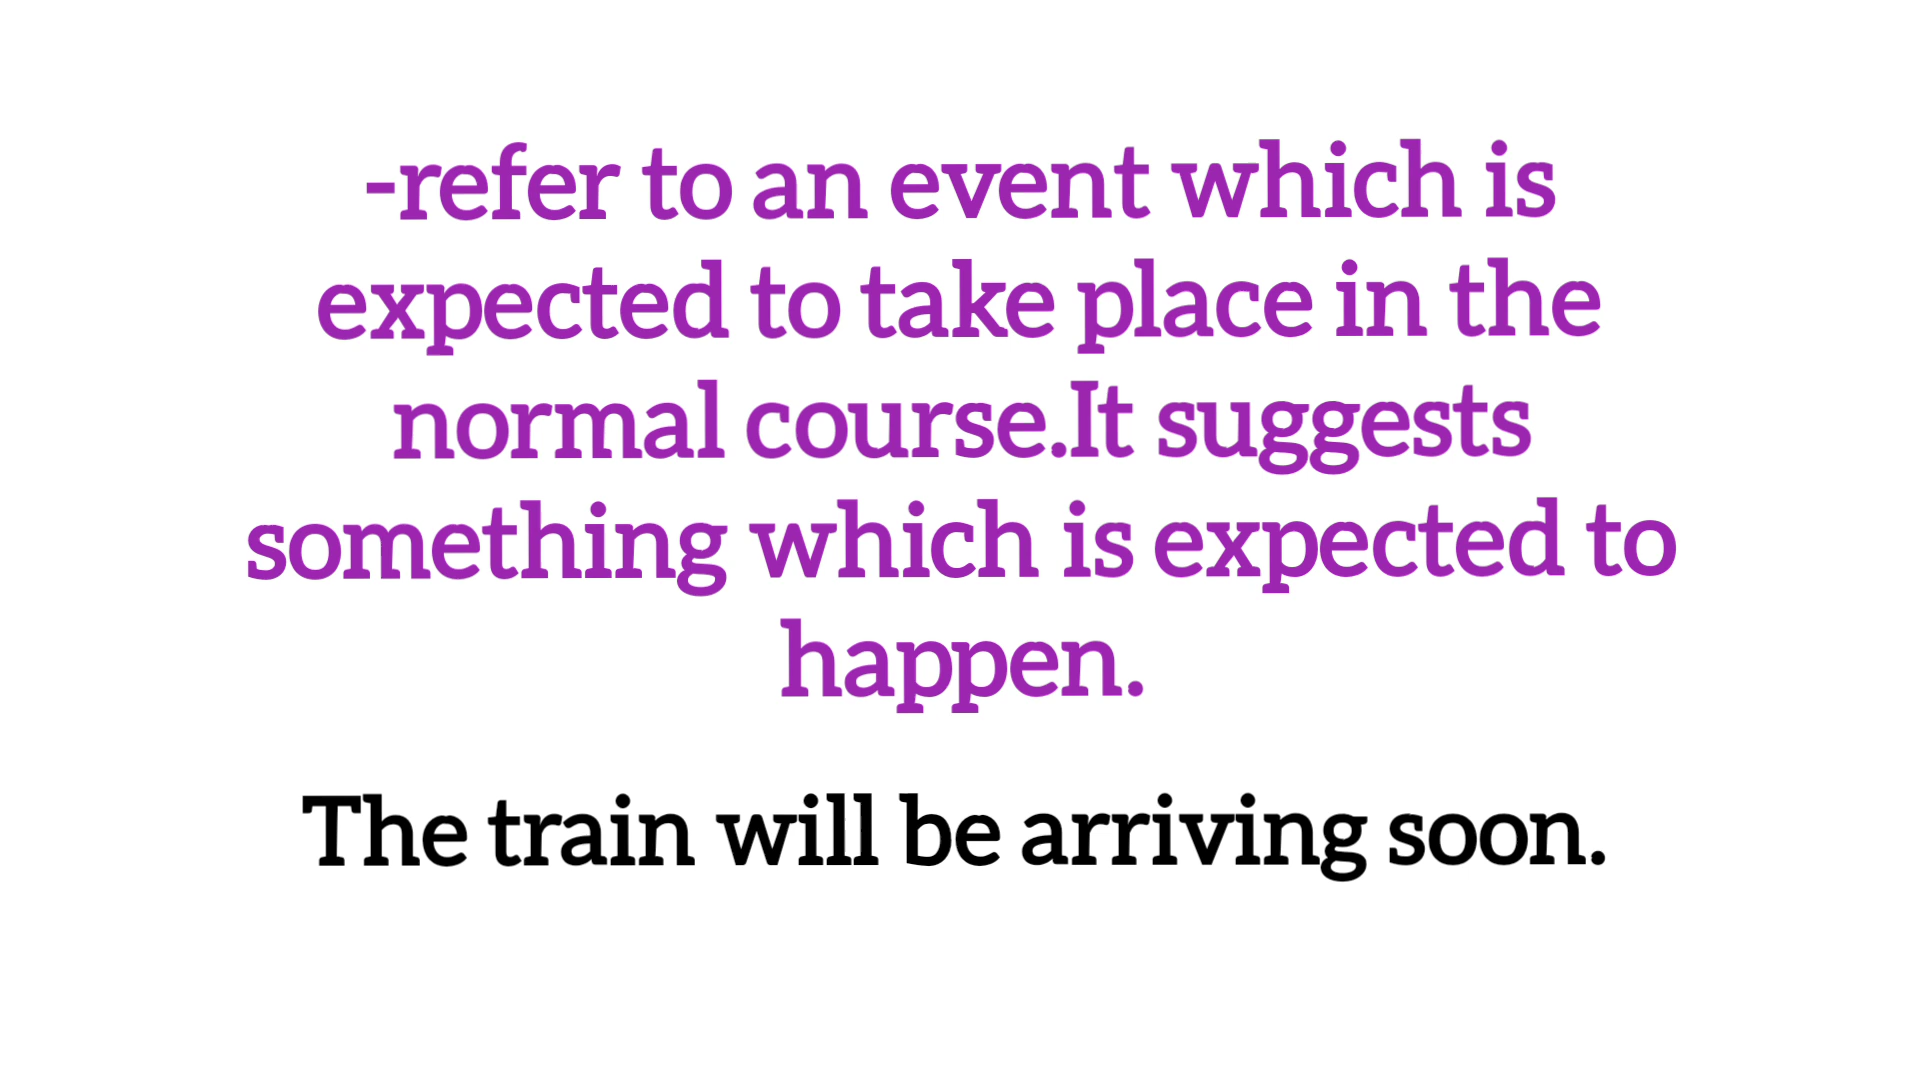 -refer to an event which is
expected to take place in the
normal course.It suggests
something which is expected to
happen.
The train will be arriving soon.